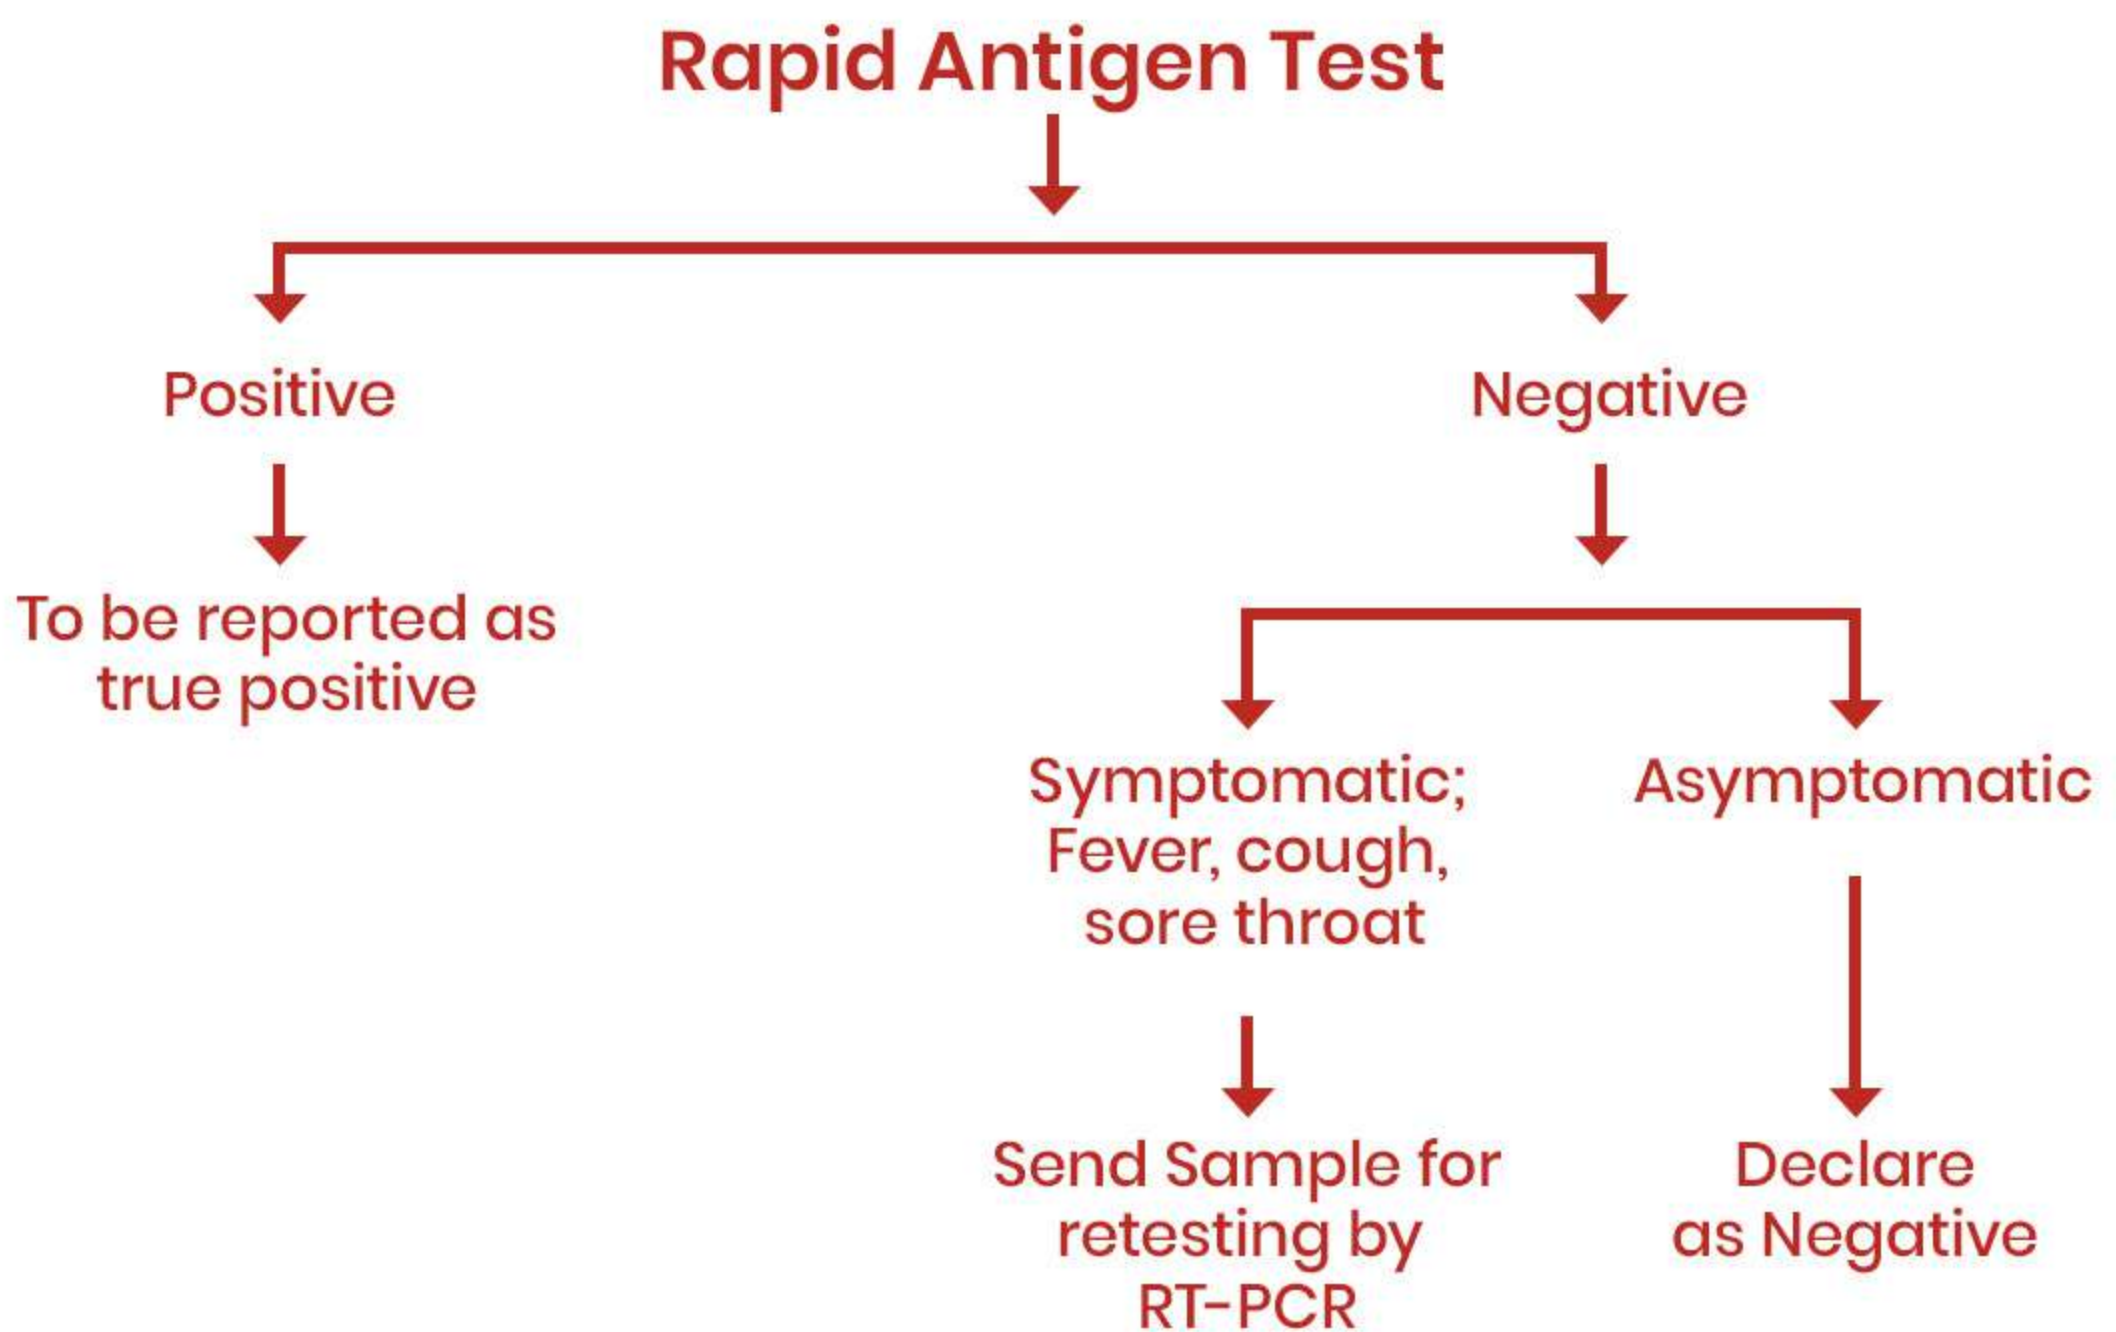 Rapid Antigen Test
Positive
Negative
To be reported as
true positive
Symptomatic;
Fever, cough,
sore throat
Asymptomatic
Send Sample for
retesting by
RT-PCR
Declare
as Negative